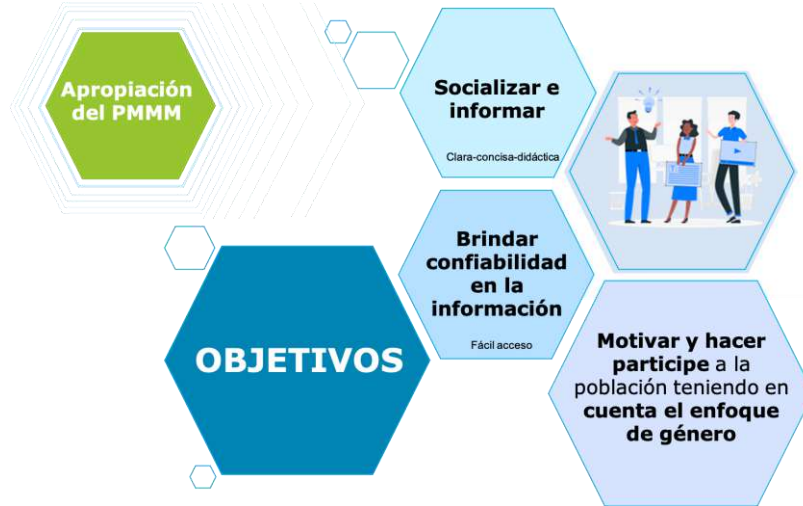 Apropiación
del PMMM
Socializar e
informar
Clara-concisa-didáctica
Brindar
confiabilidad
en la
información
Fácil acceso
OBJETIVOS
Motivar y hacer
participe a la
población teniendo en
cuenta el enfoque
de género